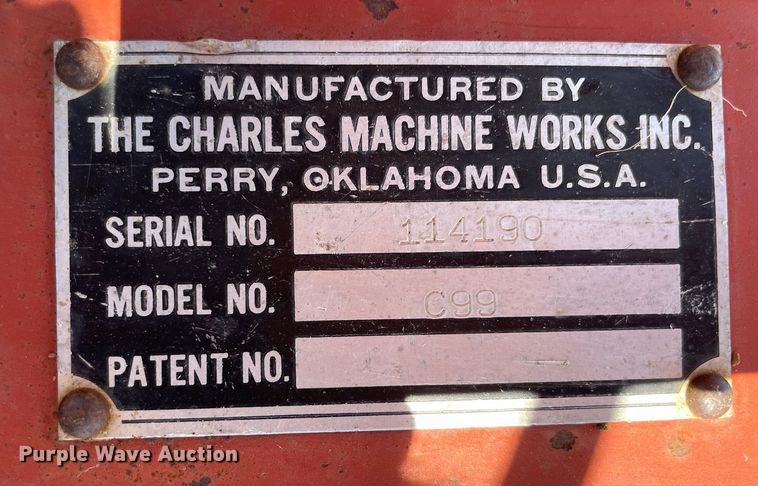 MANUFACTURED BY
THE CHARLES MACHINE WORKS INC.
PERRY, OKLAHOMA U.S.A.
SERIAL NO. 114190
MODEL NO. C99
PATENT NO.
Purple Wave Auction